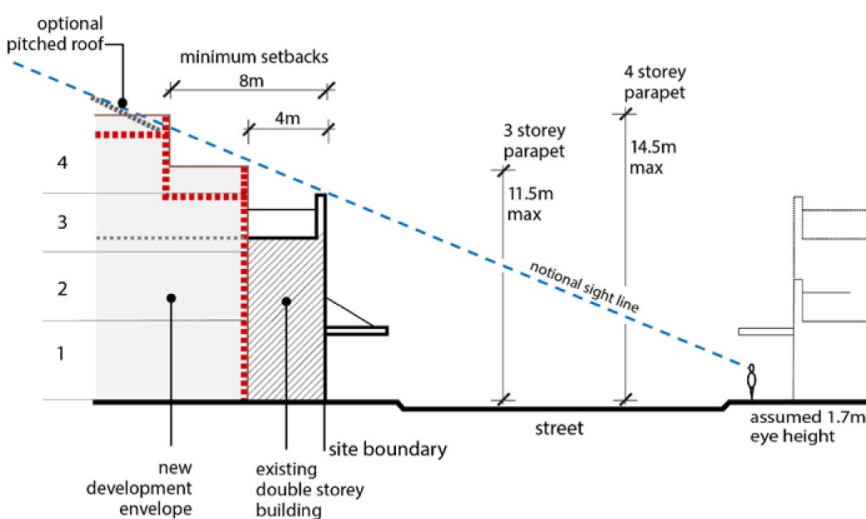 optional
pitched roof
minimum setbacks
8m
4m
4 storey
parapet
14.5m
max
3 storey
parapet
11.5m
max
4
3
2
1
notional sight line
assumed 1.7m
eye height
street
site boundary
new
development
envelope
existing
double storey
building